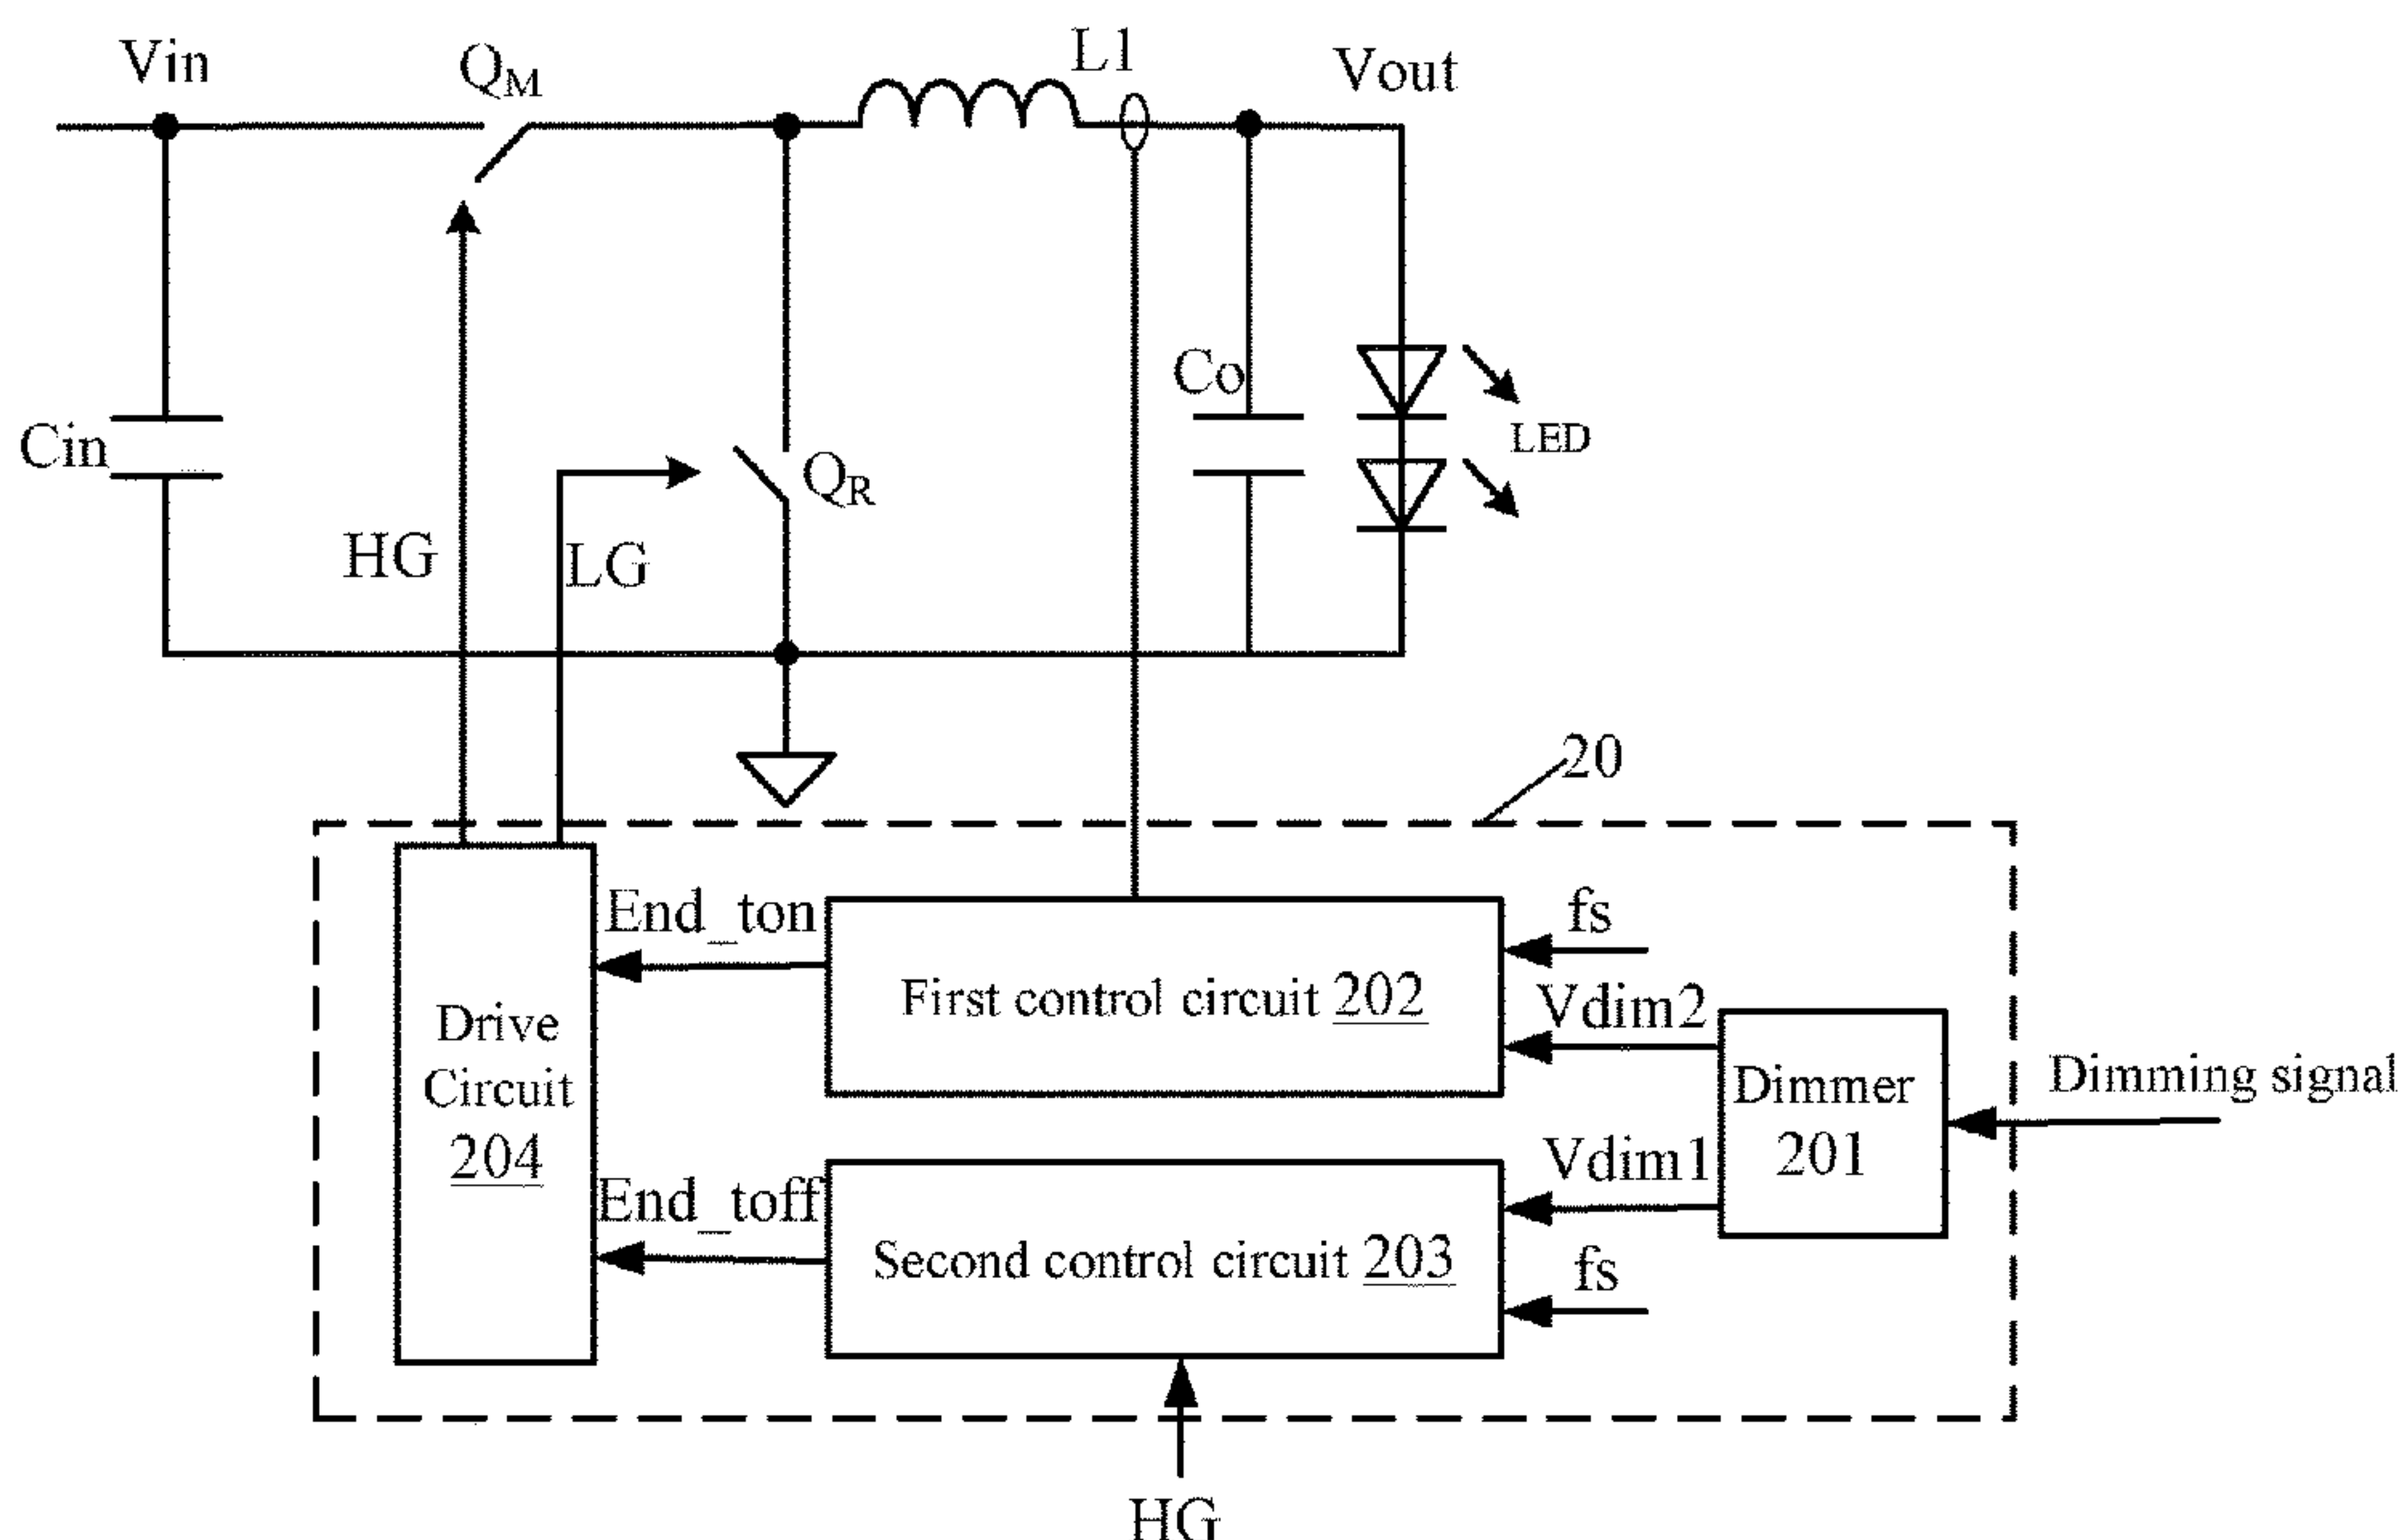 Vin
QM
L1
Vout
Cin
Co
LED
QR
HG
LG
20
End_ton
First control circuit 202
fs
Vdim2
Drive
Circuit
204
Dimmer
201
Dimming signal
End_toff
Second control circuit 203
Vdim1
fs
HG